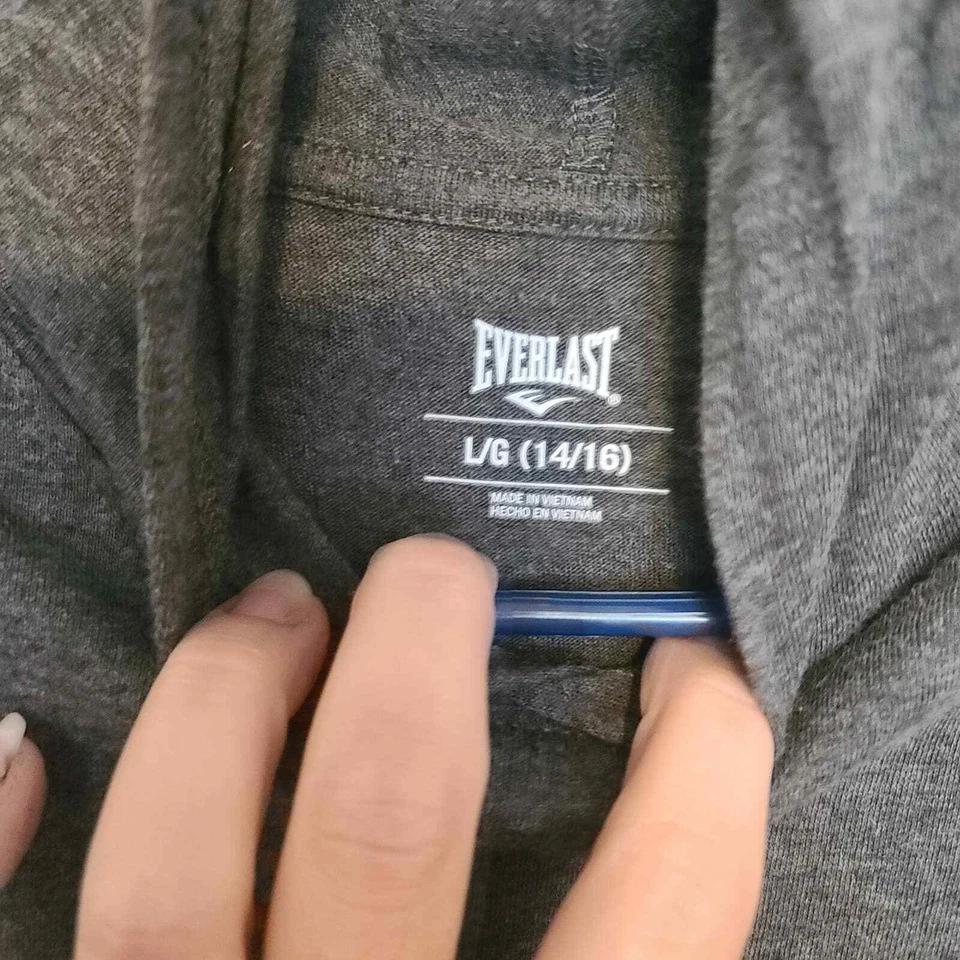 EVERLAST®
L/G (14/16)
MADE IN VIETNAM
HECHO EN VIETNAM